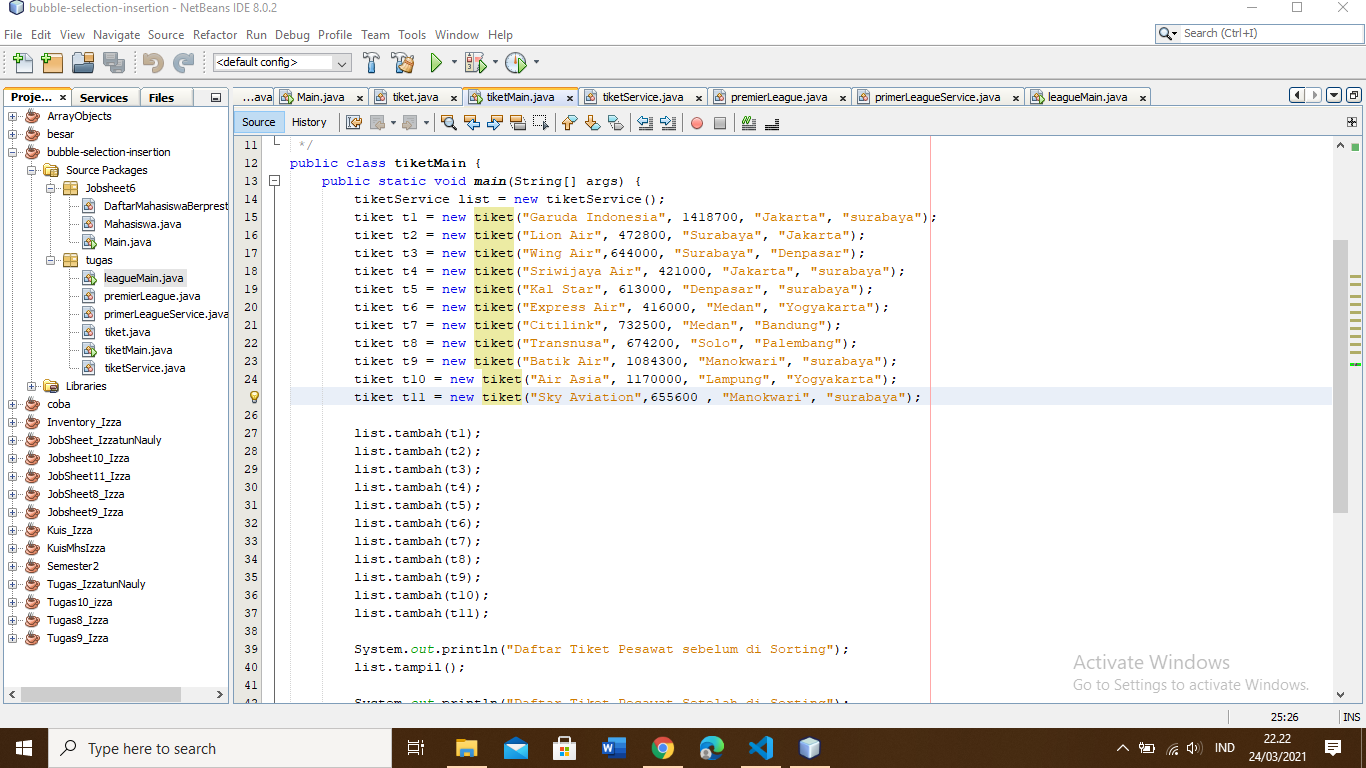 bubble-selection-insertion - NetBeans IDE 8.0.2
File Edit View Navigate Source Refactor Run Debug Profile Team Tools Window Help
Search (Ctrl+I)
<default config>
Proje... × Services Files
...ava Main.java × tiket.java × tiketMain.java × tiketService.java × premierLeague.java × primerLeagueService.java × leagueMain.java ×
Source History
ArrayObjects
besar
bubble-selection-insertion
Source Packages
Jobsheet6
DaftarMahasiswaBerprest
Mahasiswa.java
Main.java
tugas
leagueMain.java
premierLeague.java
primerLeagueService.java
tiket.java
tiketMain.java
tiketService.java
Libraries
coba
Inventory_Izza
JobSheet_IzzatunNauly
Jobsheet10_Izza
JobSheet11_Izza
JobSheet8_Izza
Jobsheet9_Izza
Kuis_Izza
KuisMhsIzza
Semester2
Tugas_IzzatunNauly
Tugas10_izza
Tugas8_Izza
Tugas9_Izza
11 */
12 public class tiketMain {
13 public static void main(String[] args) {
14 tiketService list = new tiketService();
15 tiket t1 = new tiket("Garuda Indonesia", 1418700, "Jakarta", "surabaya");
16 tiket t2 = new tiket("Lion Air", 472800, "Surabaya", "Jakarta");
17 tiket t3 = new tiket("Wing Air",644000, "Surabaya", "Denpasar");
18 tiket t4 = new tiket("Sriwijaya Air", 421000, "Jakarta", "surabaya");
19 tiket t5 = new tiket("Kal Star", 613000, "Denpasar", "surabaya");
20 tiket t6 = new tiket("Express Air", 416000, "Medan", "Yogyakarta");
21 tiket t7 = new tiket("Citilink", 732500, "Medan", "Bandung");
22 tiket t8 = new tiket("Transnusa", 674200, "Solo", "Palembang");
23 tiket t9 = new tiket("Batik Air", 1084300, "Manokwari", "surabaya");
24 tiket t10 = new tiket("Air Asia", 1170000, "Lampung", "Yogyakarta");
tiket t11 = new tiket("Sky Aviation",655600 , "Manokwari", "surabaya");
26
27 list.tambah(t1);
28 list.tambah(t2);
29 list.tambah(t3);
30 list.tambah(t4);
31 list.tambah(t5);
32 list.tambah(t6);
33 list.tambah(t7);
34 list.tambah(t8);
35 list.tambah(t9);
36 list.tambah(t10);
37 list.tambah(t11);
38
39 System.out.println("Daftar Tiket Pesawat sebelum di Sorting");
40 list.tampil();
41
42 System.out.println("Daftar Tiket Pesawat Setelah di Sorting");
Activate Windows
Go to Settings to activate Windows.
25:26 INS
Type here to search
IND
22.22
24/03/2021